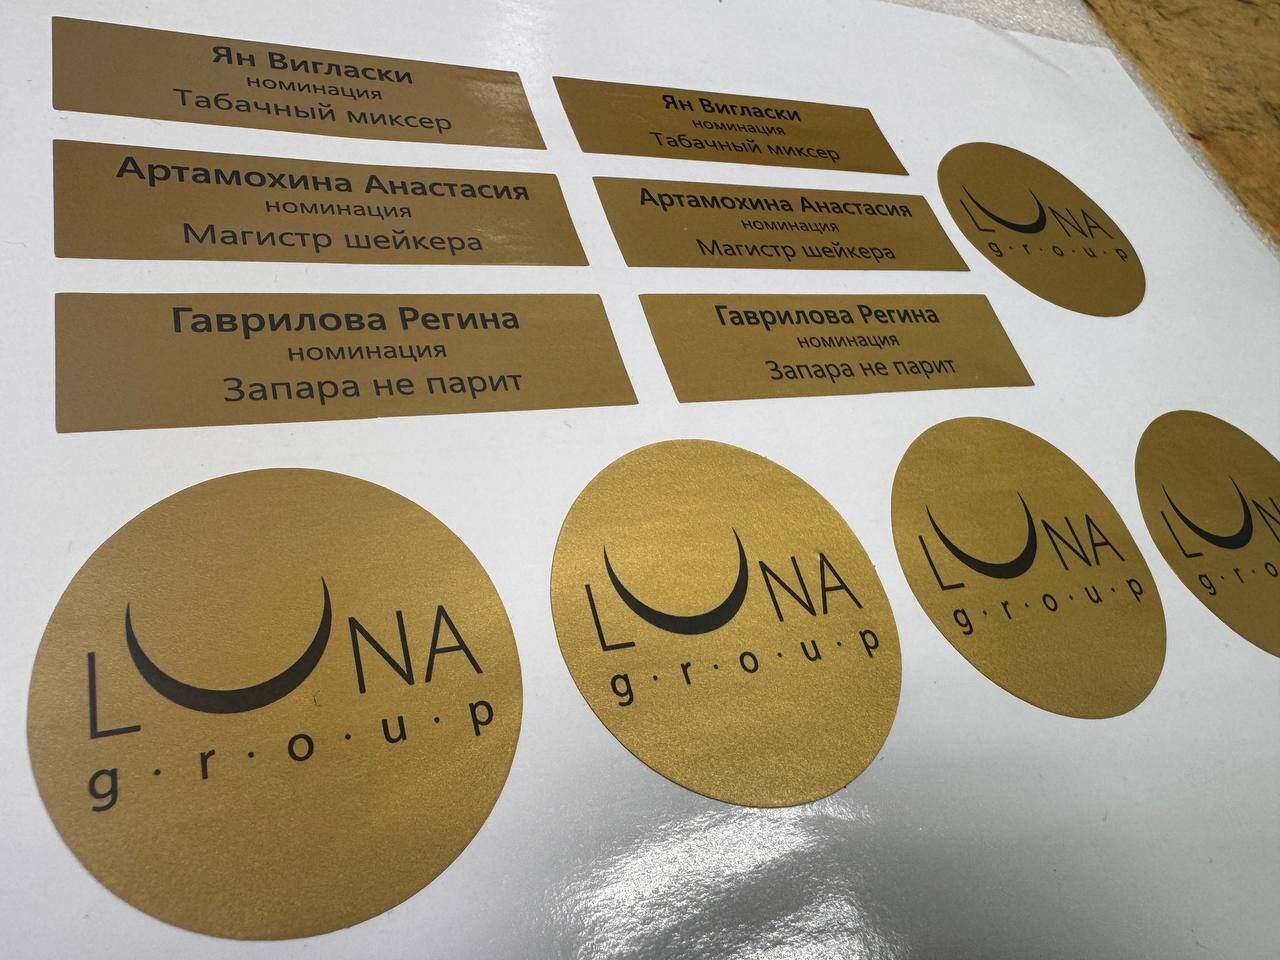 Ян Вигласки
номинация
Табачный миксер
Ян Вигласки
номинация
Табачный миксер
Артамохина Анастасия
номинация
Магистр шейкера
Артамохина Анастасия
номинация
Магистр шейкера
LUNA
g·r·o·u·p
Гаврилова Регина
номинация
Запара не парит
Гаврилова Регина
номинация
Запара не парит
LUNA
g·r·o·u·p
LUNA
g·r·o·u·p
LUNA
g·r·o·u·p
LUN
g·r·o